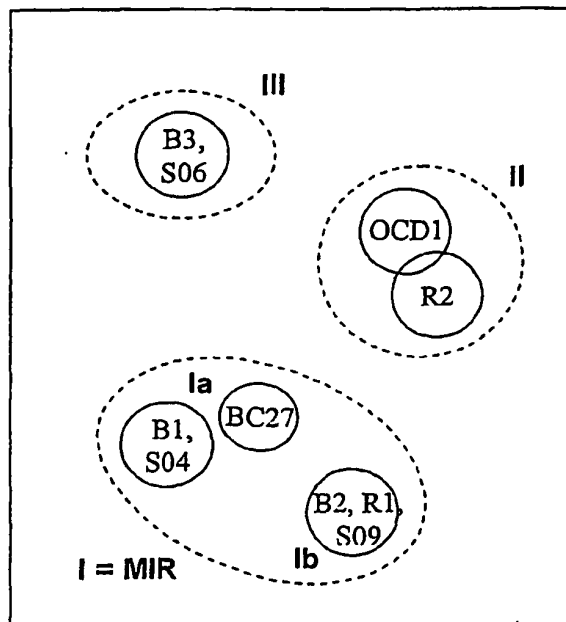 III
B3,
S06
II
OCD1
R2
Ia
BC27
B1,
S04
B2, R1,
S09
Ib
I = MIR